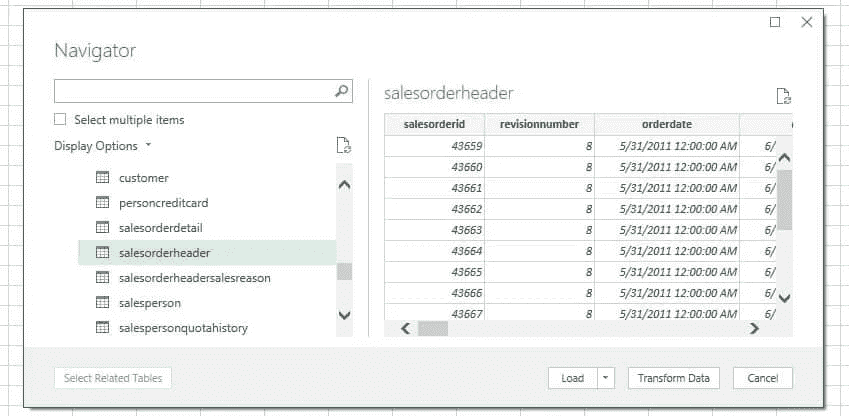 Navigator
Select multiple items
Display Options
customer
personcreditcard
salesorderdetail
salesorderheader
salesorderheadersalesreason
salesperson
salespersonquotahistory
salesorderheader
salesorderid revisionnumber orderdate
43659 8 5/31/2011 12:00:00 AM 6/
43660 8 5/31/2011 12:00:00 AM 6/
43661 8 5/31/2011 12:00:00 AM 6/
43662 8 5/31/2011 12:00:00 AM 6/
43663 8 5/31/2011 12:00:00 AM 6/
43664 8 5/31/2011 12:00:00 AM 6/
43665 8 5/31/2011 12:00:00 AM 6/
43666 8 5/31/2011 12:00:00 AM 6/
43667 8 5/31/2011 12:00:00 AM 6/
Select Related Tables Load Transform Data Cancel